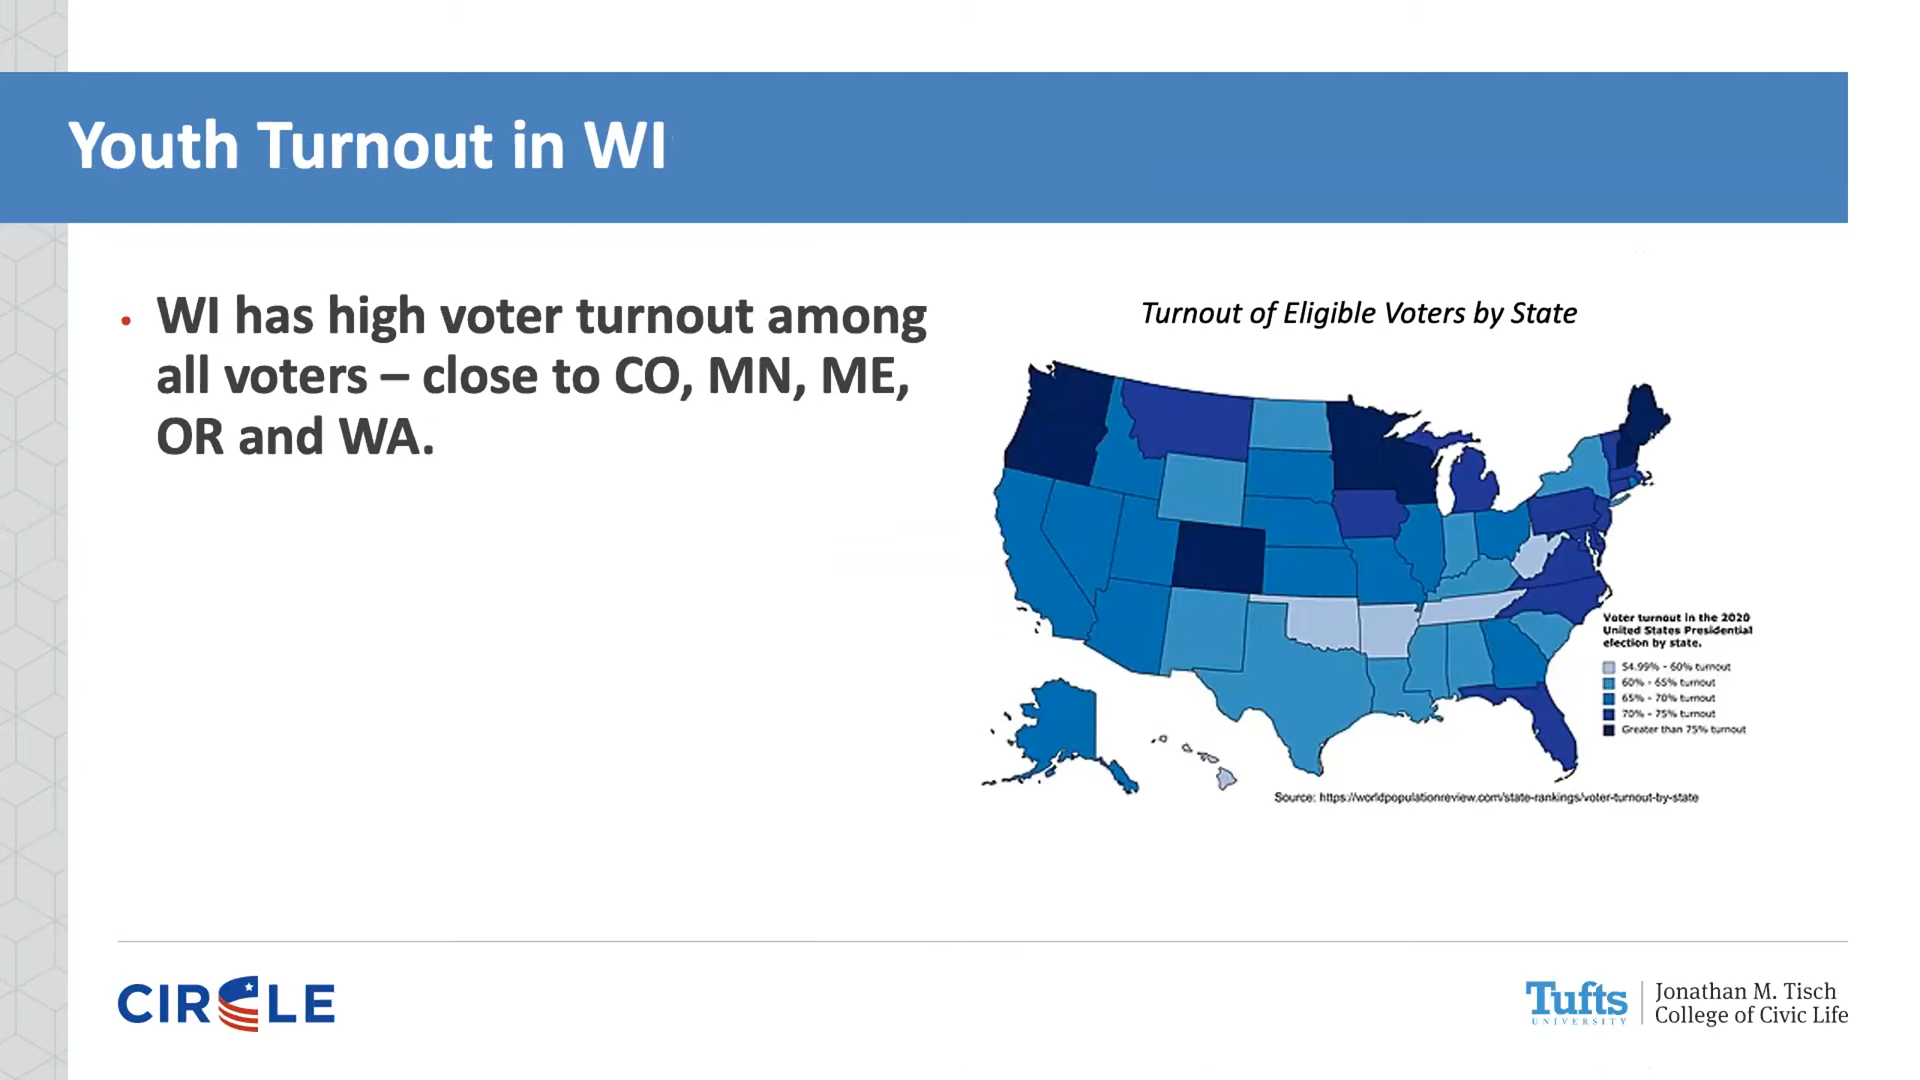 Youth Turnout in WI
• WI has high voter turnout among
all voters – close to CO, MN, ME,
OR and WA.
Turnout of Eligible Voters by State
Voter turnout in the 2020
United States Presidential
election by state.
54.99% - 60% turnout
60% - 65% turnout
65% - 70% turnout
70% - 75% turnout
Greater than 75% turnout
Source: https://worldpopulationreview.com/state-rankings/voter-turnout-by-state
CIRCLE
Tufts
UNIVERSITY
Jonathan M. Tisch
College of Civic Life